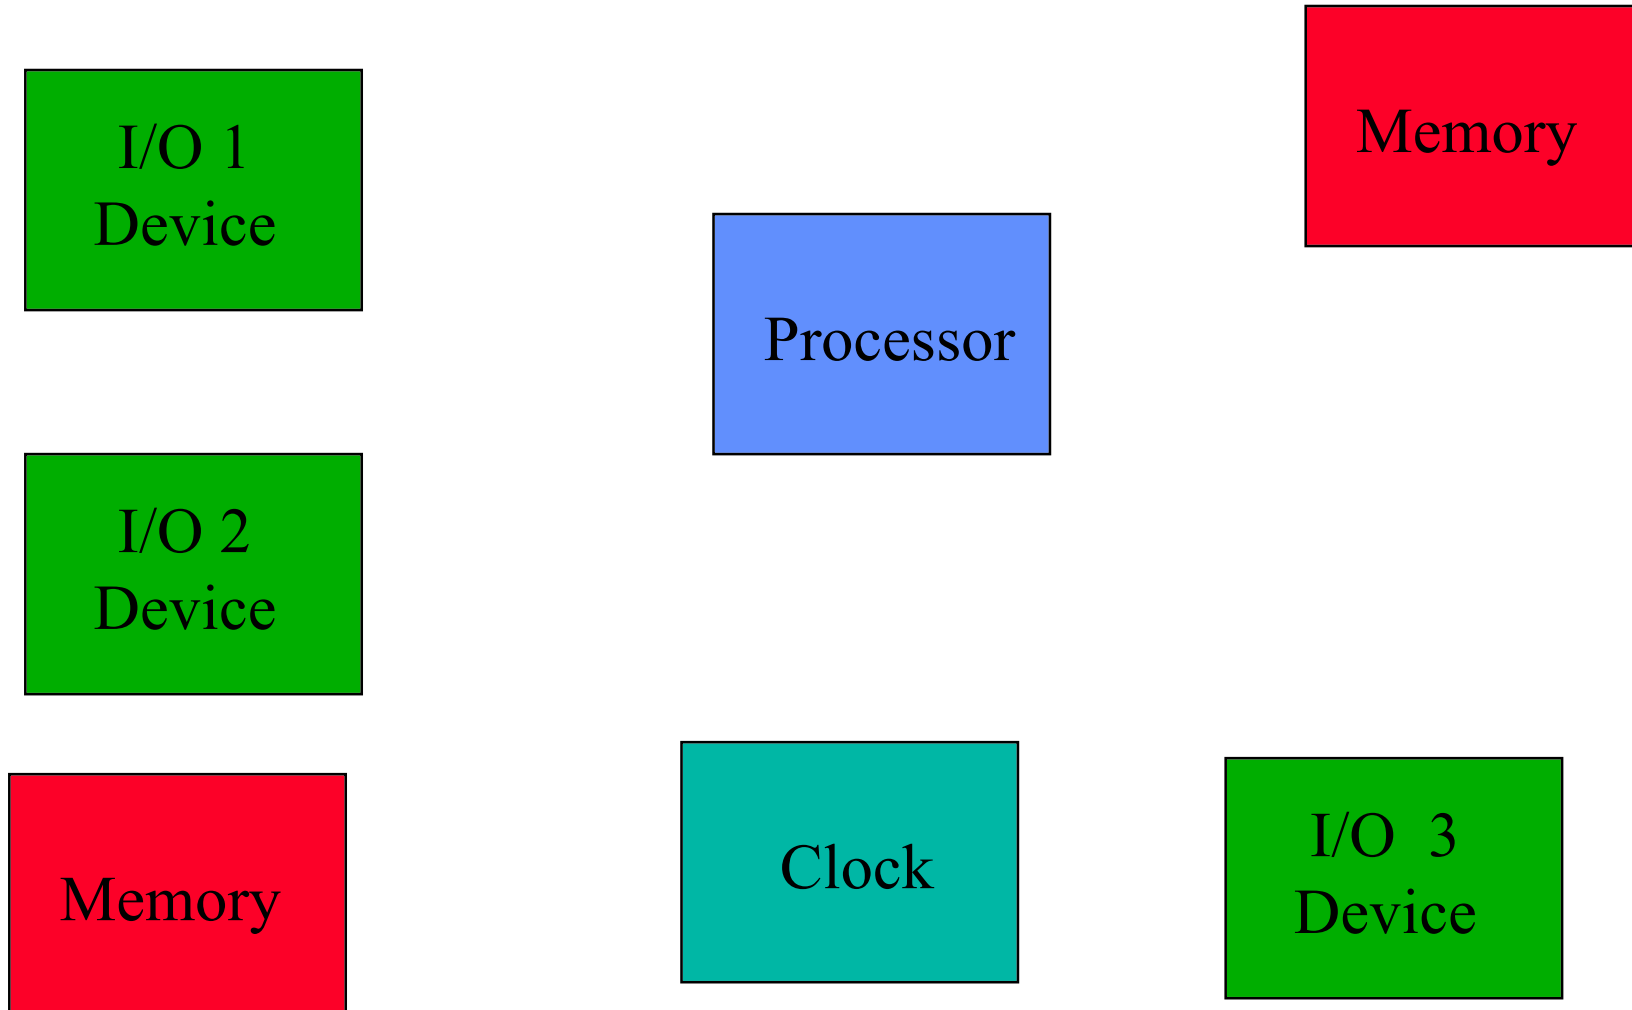 I/O 1
Device
Memory
Processor
I/O 2
Device
Memory
Clock
I/O  3
Device